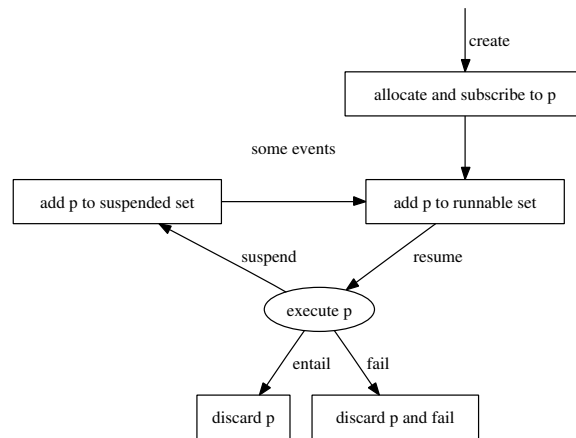 create
allocate and subscribe to p
some events
add p to suspended set
add p to runnable set
suspend
resume
execute p
entail
fail
discard p
discard p and fail